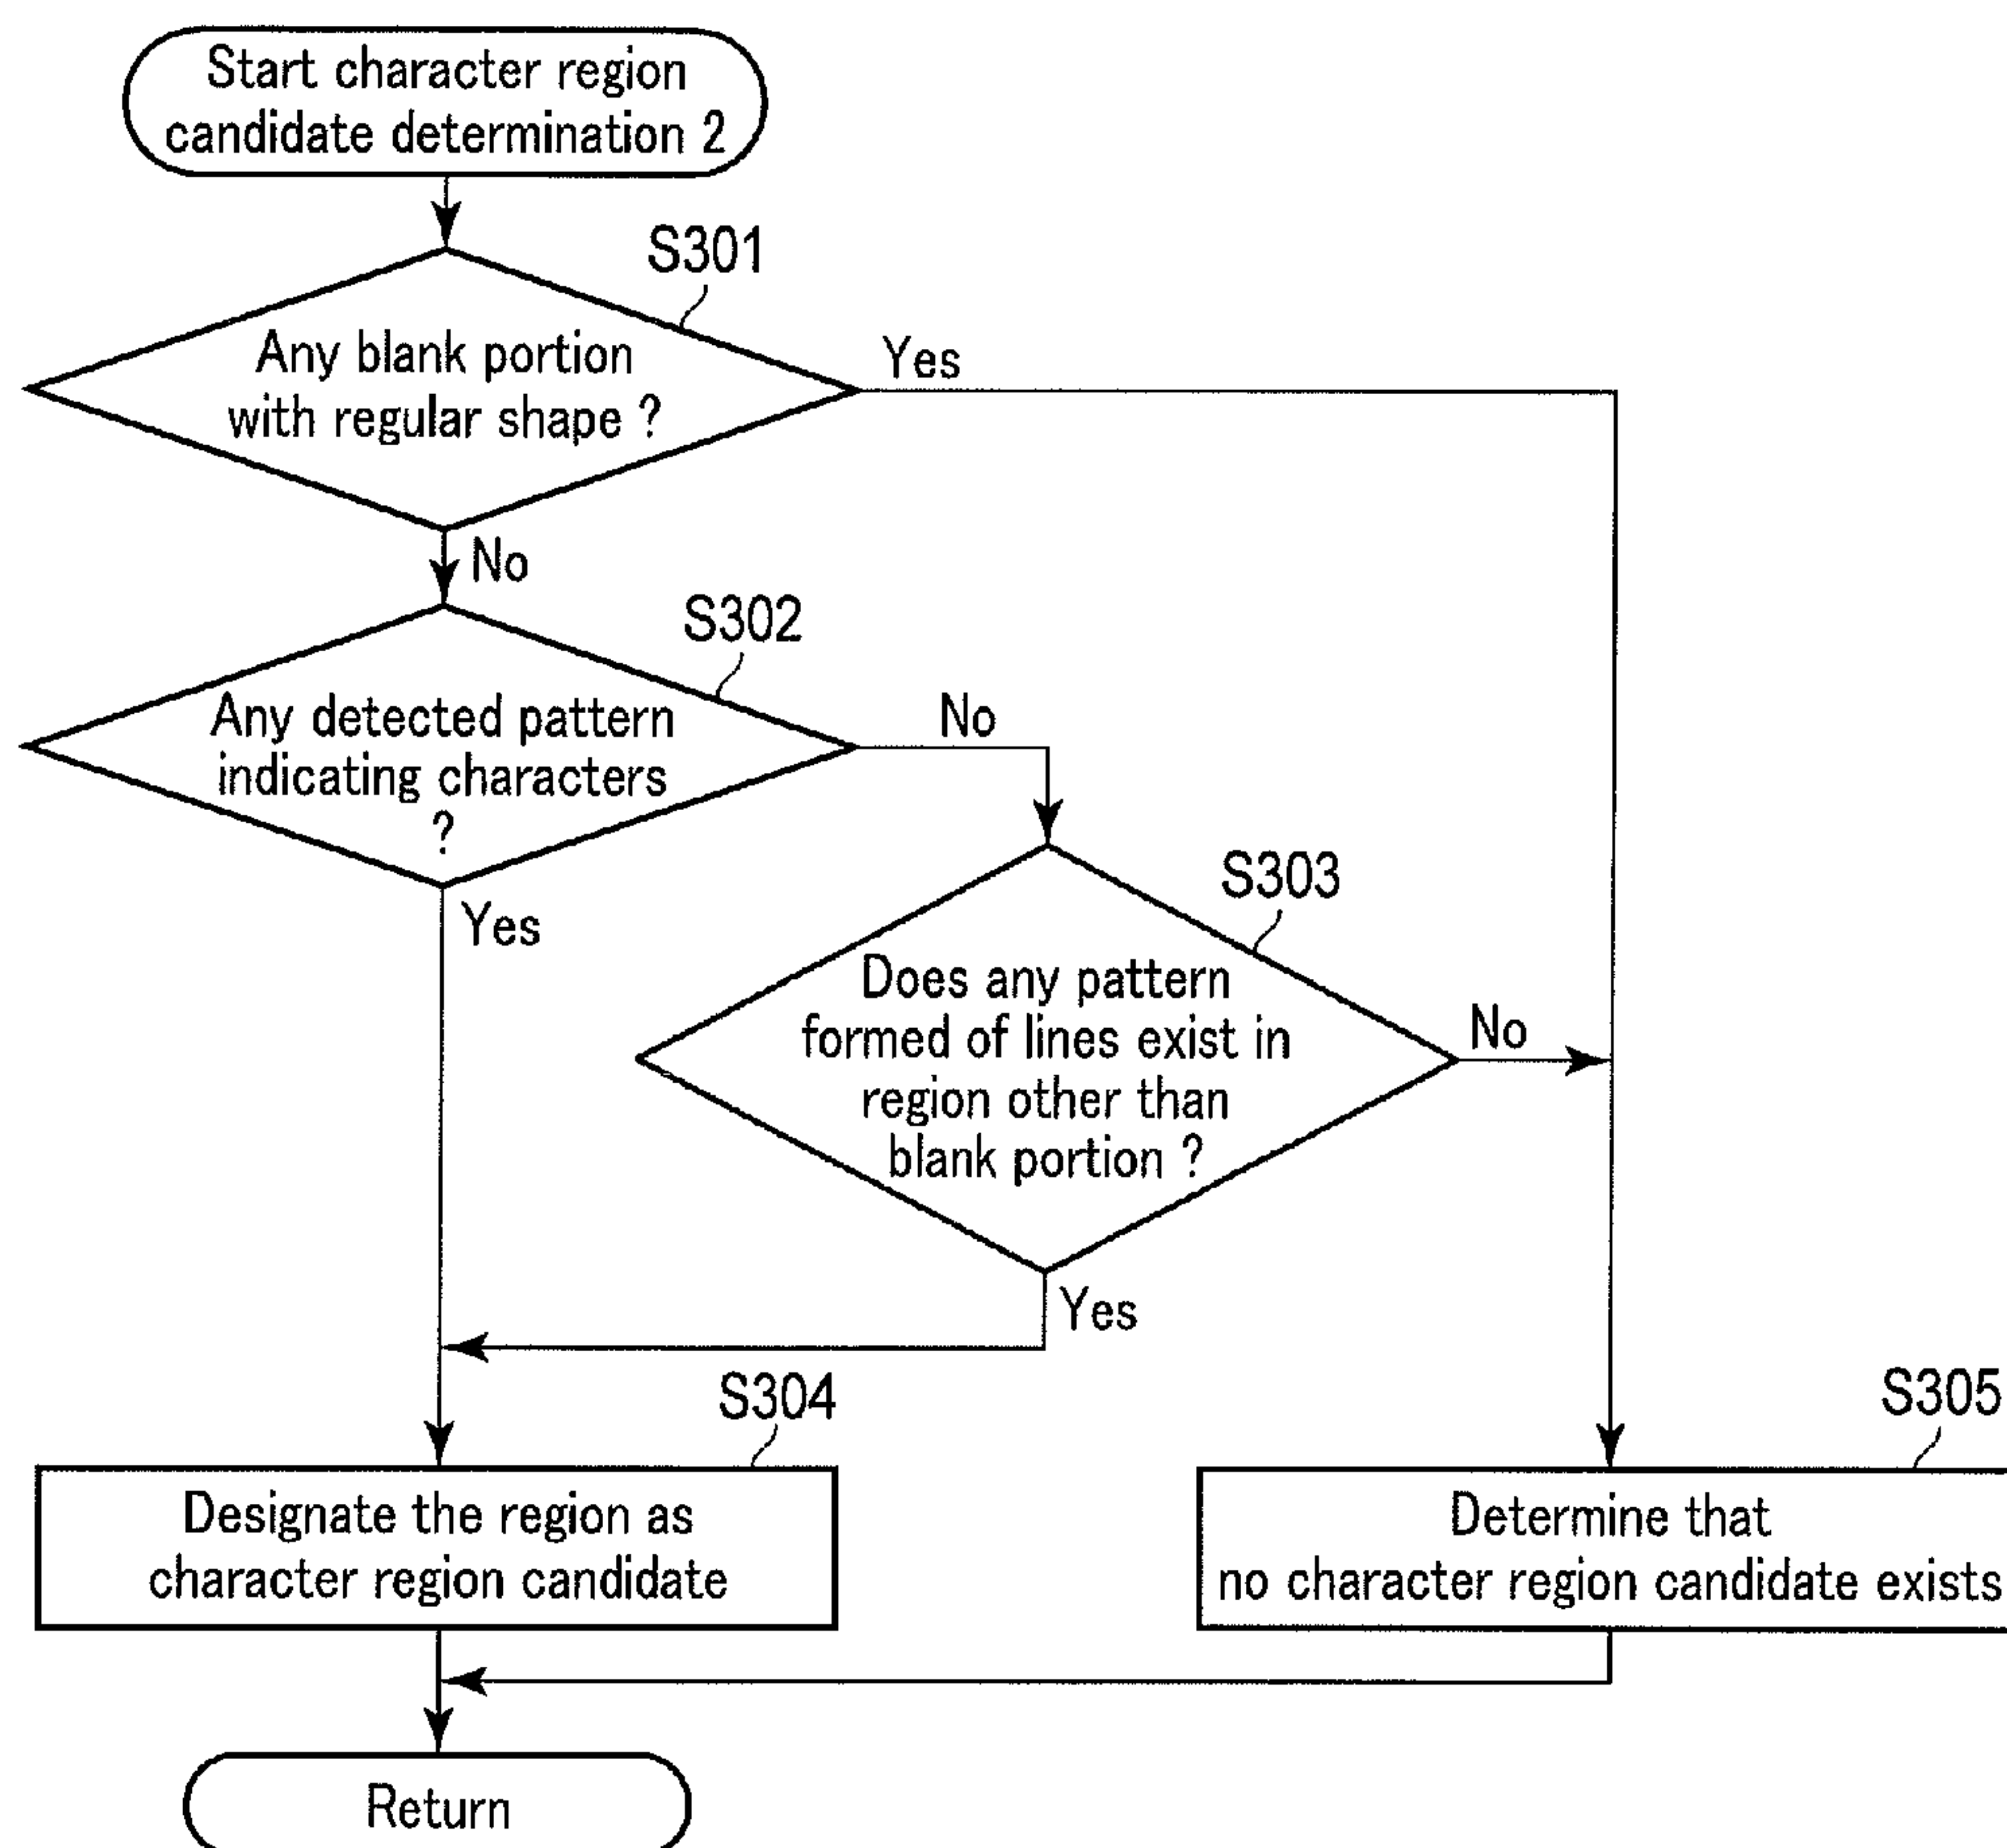 Start character region
candidate determination 2
S301
Any blank portion
with regular shape ?
Yes
No
S302
Any detected pattern
indicating characters
?
No
Yes
S303
Does any pattern
formed of lines exist in
region other than
blank portion ?
No
Yes
S304
Designate the region as
character region candidate
S305
Determine that
no character region candidate exists
Return